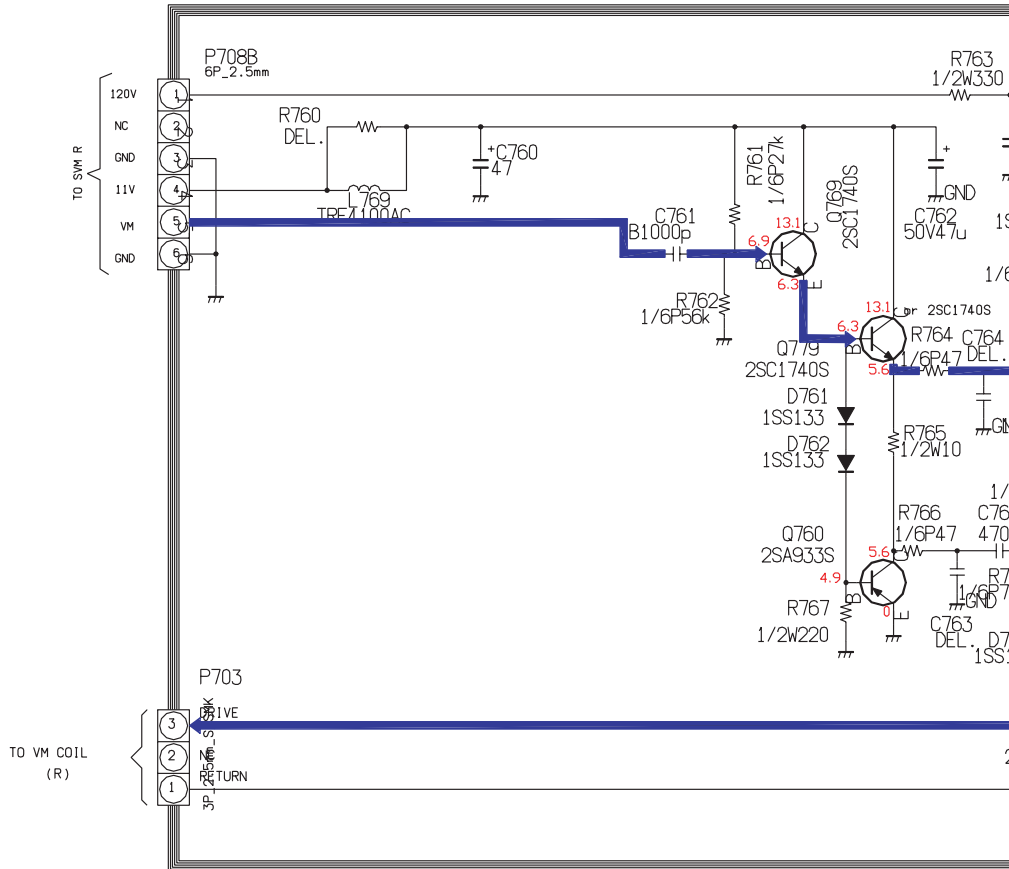 P708B
6P_2.5mm
R763
1/2W330
TO SVM R
120V
1
NC
2
GND
3
11V
4
VM
5
GND
6
R760
DEL.
+
C760
47
L769
TRF4100AC
R761
1/6P27k
Q769
2SC1740S
+
GND
C762
50V47u
C761
B1000p
13.1
C
6.9
B
6.3
E
R762
1/6P56k
13.1
C
or 2SC1740S
6.3
B
R764
1/6P47
C764
DEL.
Q779
2SC1740S
5.6
D761
1SS133
D762
1SS133
R765
1/2W10
R766
1/6P47
Q760
2SA933S
5.6
C
4.9
B
0
E
R767
1/2W220
GND
C763
DEL.
P703
3P_2.5mm_S_SMK
DRIVE
3
2
RETURN
1
TO VM COIL
(R)